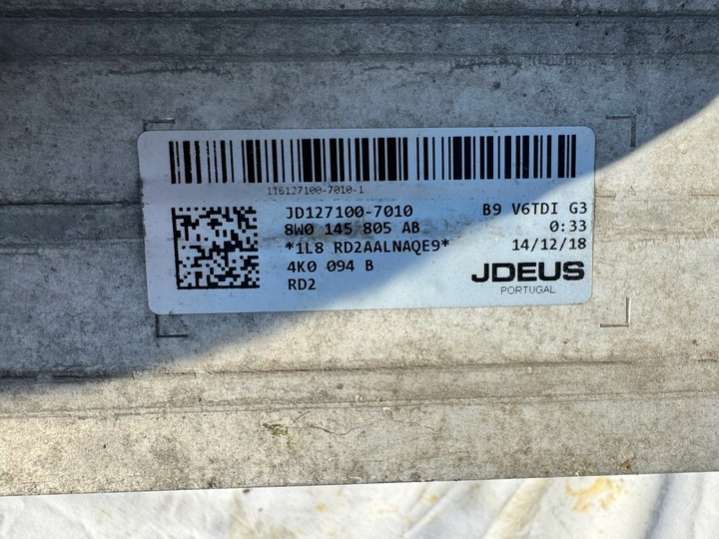 116127100-7010-1
JD127100-7010 B9 V6TDI G3
8W0 145 805 AB 0:33
*1L8 RD2AALNAQE9* 14/12/18
4K0 094 B
RD2
JDEUS
PORTUGAL